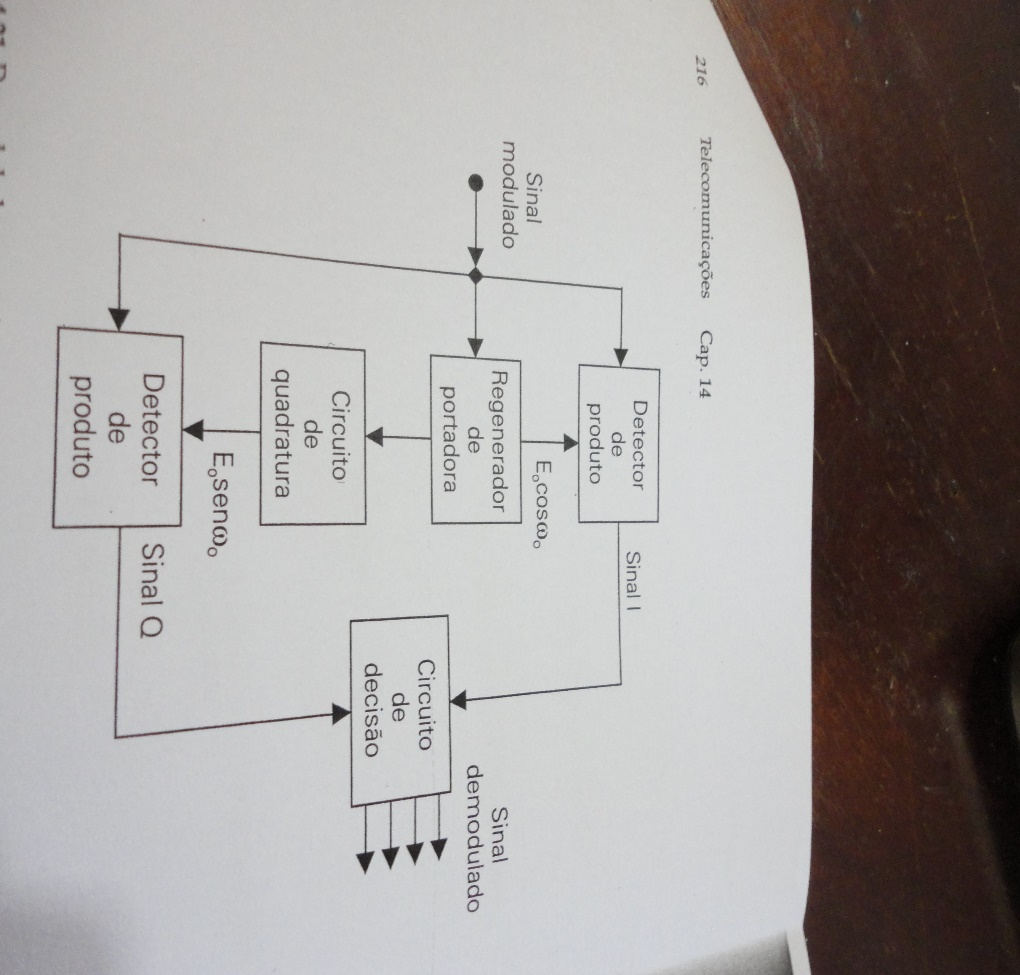 216 Telecomunicações Cap. 14
Sinal
modulado
Detector
de
produto
Sinal I
E₀cosω₀
Regenerador
de
portadora
Circuito
de
quadratura
E₀senω₀
Detector
de
produto
Sinal Q
Circuito
de
decisão
Sinal
demodulado